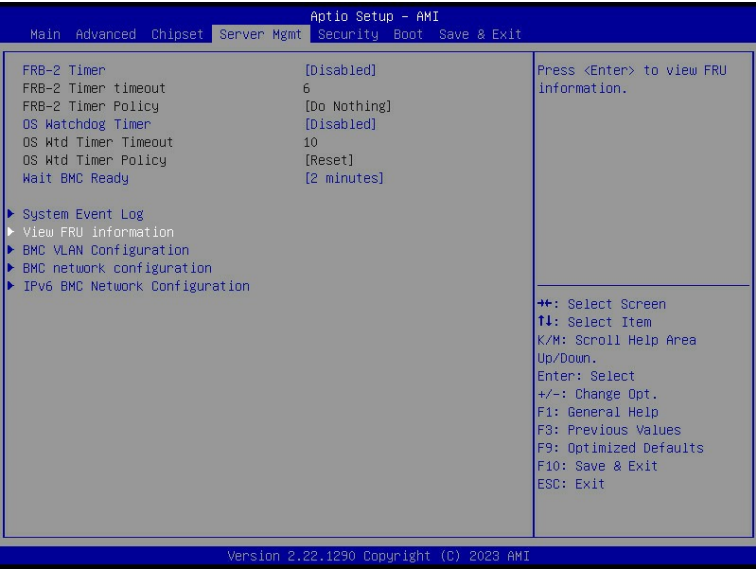 Aptio Setup – AMI
Main Advanced Chipset Server Mgmt Security Boot Save & Exit
FRB-2 Timer [Disabled]
FRB-2 Timer timeout 6
FRB-2 Timer Policy [Do Nothing]
OS Watchdog Timer [Disabled]
OS Wtd Timer Timeout 10
OS Wtd Timer Policy [Reset]
Wait BMC Ready [2 minutes]
▶ System Event Log
▶ View FRU information
▶ BMC VLAN Configuration
▶ BMC network configuration
▶ IPv6 BMC Network Configuration
Press <Enter> to view FRU
information.
→←: Select Screen
↑↓: Select Item
K/M: Scroll Help Area
Up/Down.
Enter: Select
+/-: Change Opt.
F1: General Help
F3: Previous Values
F9: Optimized Defaults
F10: Save & Exit
ESC: Exit
Version 2.22.1290 Copyright (C) 2023 AMI